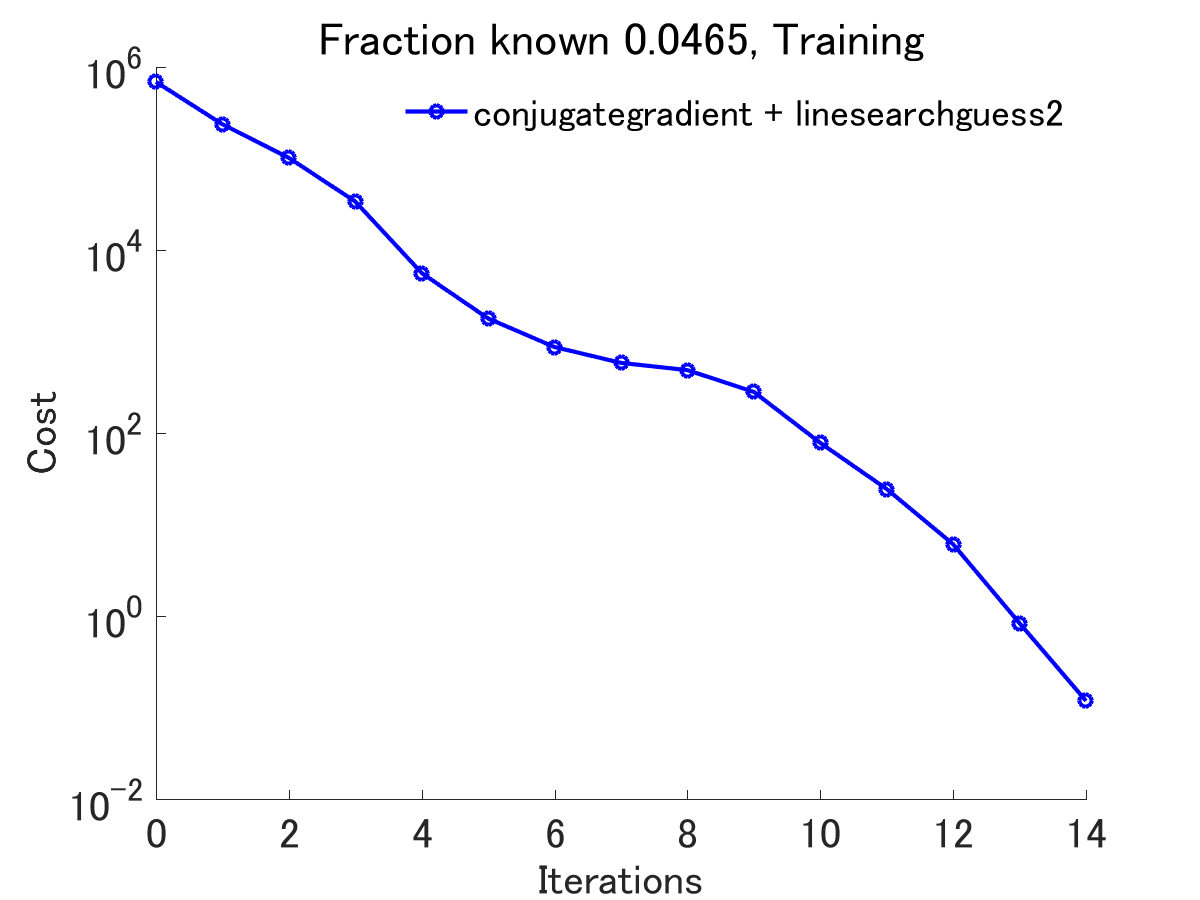 Fraction known 0.0465, Training
conjugategradient + linesearchguess2
10^6
10^4
10^2
10^0
10^-2
Cost
0 2 4 6 8 10 12 14
Iterations